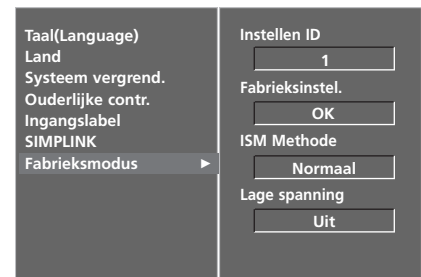 Taal(Language)
Land
Systeem vergrend.
Ouderlijke contr.
Ingangslabel
SIMPLINK
Fabrieksmodus ►
Instellen ID
1
Fabrieksinstel.
OK
ISM Methode
Normaal
Lage spanning
Uit